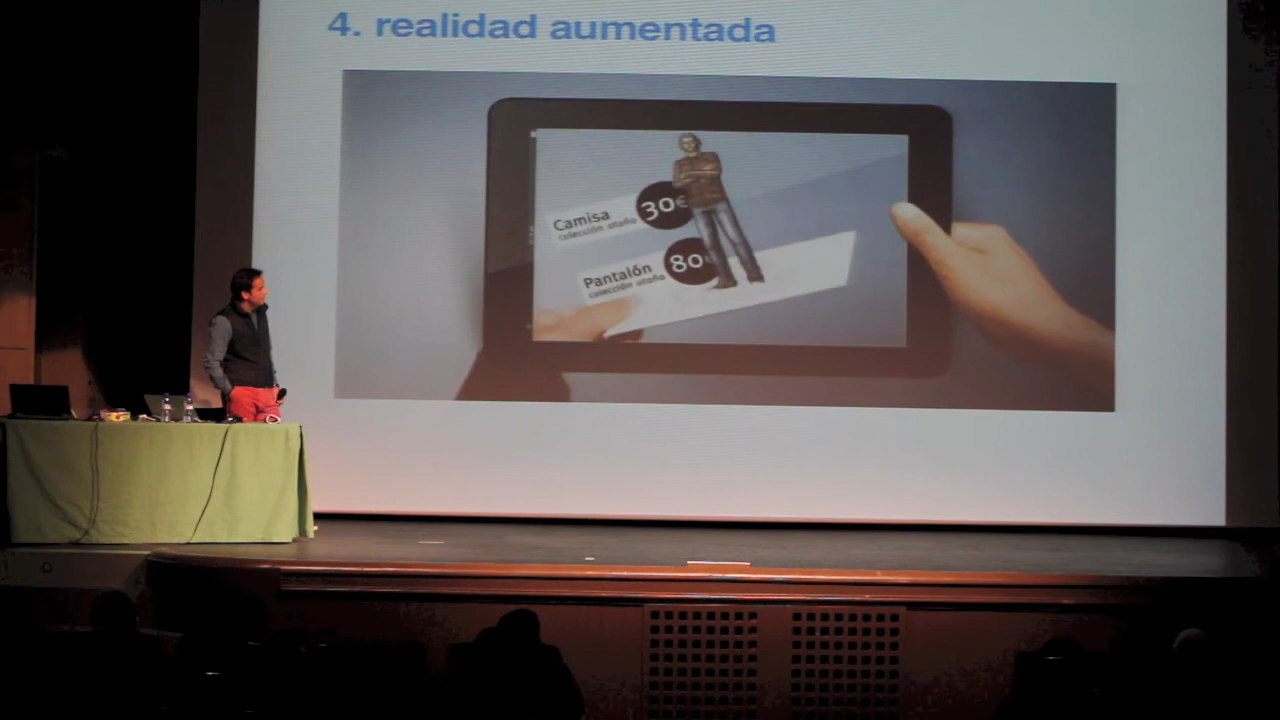 4. realidad aumentada
Camisa 30€
colección otoño
Pantalón 80€
colección otoño